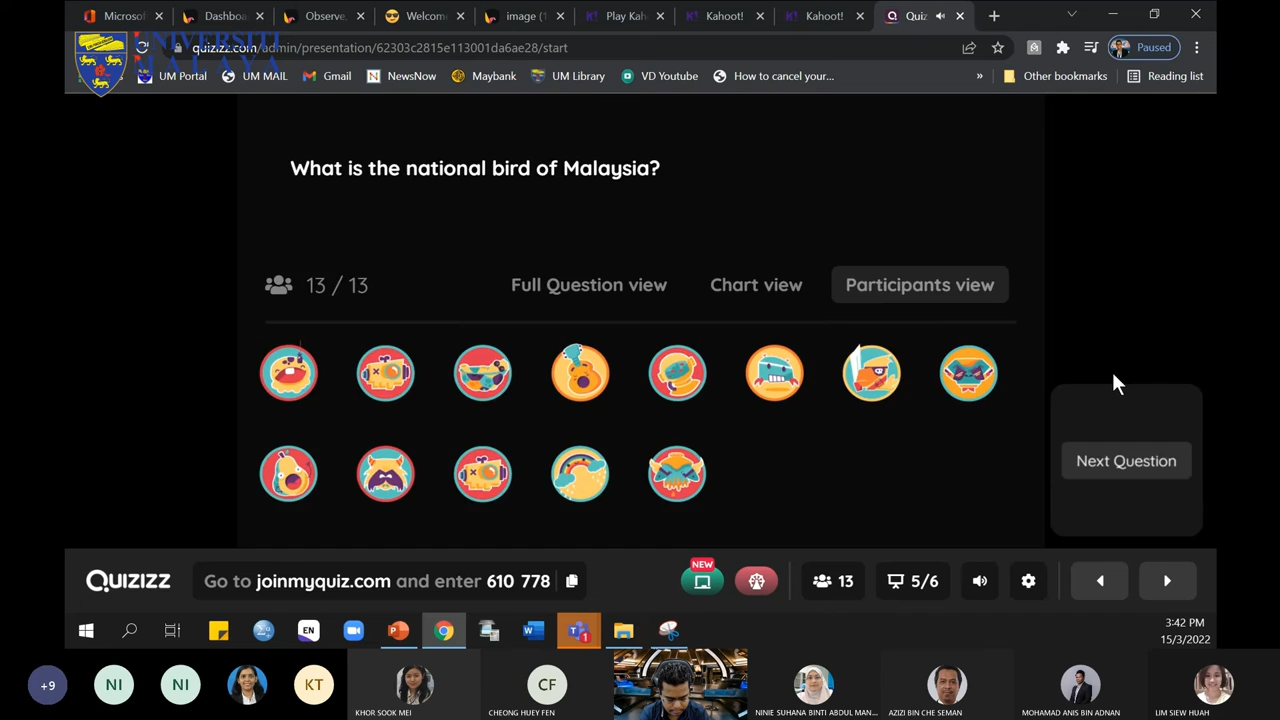 Microsof
Dashboa
Observe,
Welcom
image (1
Play Kah
Kahoot!
Kahoot!
Quiz
UNIVERSITI
MALAYA
quizizz.com/admin/presentation/62303c2815e113001da6ae28/start
Paused
UM Portal
UM MAIL
Gmail
NewsNow
Maybank
UM Library
VD Youtube
How to cancel your...
»
Other bookmarks
Reading list
What is the national bird of Malaysia?
13 / 13
Full Question view
Chart view
Participants view
Next Question
NEW
Quizizz
Go to joinmyquiz.com and enter 610 778
13
5/6
EN
1
3:42 PM
15/3/2022
+9
NI
NI
KT
CF
KHOR SOOK MEI
CHEONG HUEY FEN
NINIE SUHANA BINTI ABDUL MAN...
AZIZI BIN CHE SEMAN
MOHAMAD ANIS BIN ADNAN
LIM SIEW HUAH